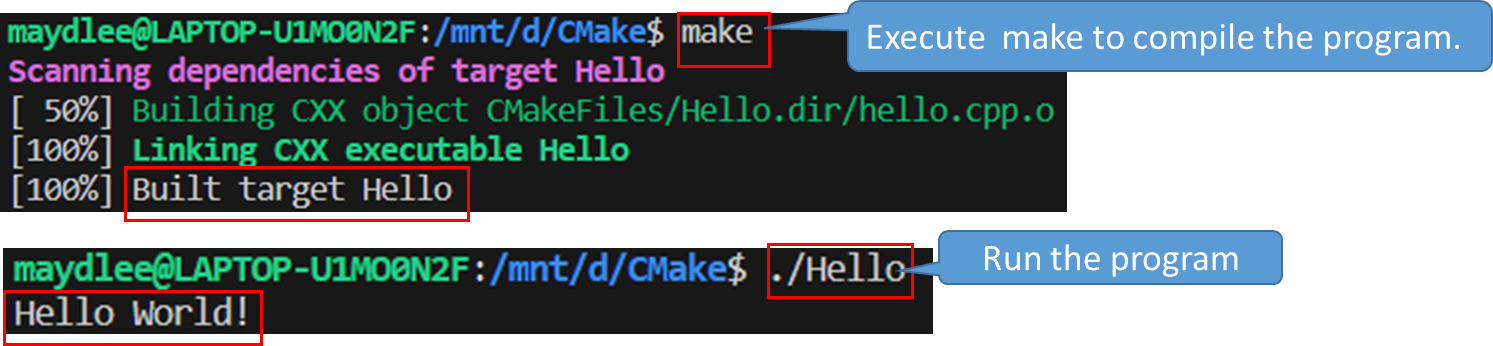 maydlee@LAPTOP-U1MO0N2F:/mnt/d/CMake$ make
Execute make to compile the program.
Scanning dependencies of target Hello
[ 50%] Building CXX object CMakeFiles/Hello.dir/hello.cpp.o
[100%] Linking CXX executable Hello
[100%] Built target Hello
maydlee@LAPTOP-U1MO0N2F:/mnt/d/CMake$ ./Hello
Run the program
Hello World!